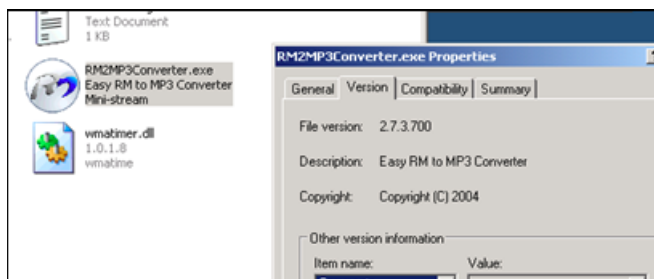 Text Document
1 KB
RM2MP3Converter.exe
Easy RM to MP3 Converter
Mini-stream
wmatimer.dll
1.0.1.8
wmatime
RM2MP3Converter.exe Properties
General Version Compatibility Summary
File version: 2.7.3.700
Description: Easy RM to MP3 Converter
Copyright: Copyright (C) 2004
Other version information
Item name: Value: